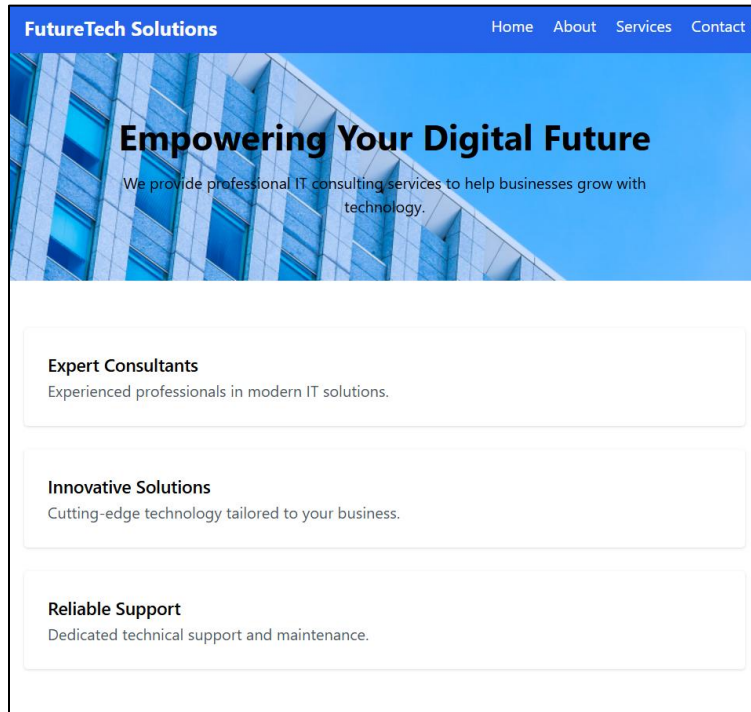 FutureTech Solutions
Home About Services Contact
Empowering Your Digital Future
We provide professional IT consulting services to help businesses grow with
technology.
Expert Consultants
Experienced professionals in modern IT solutions.
Innovative Solutions
Cutting-edge technology tailored to your business.
Reliable Support
Dedicated technical support and maintenance.